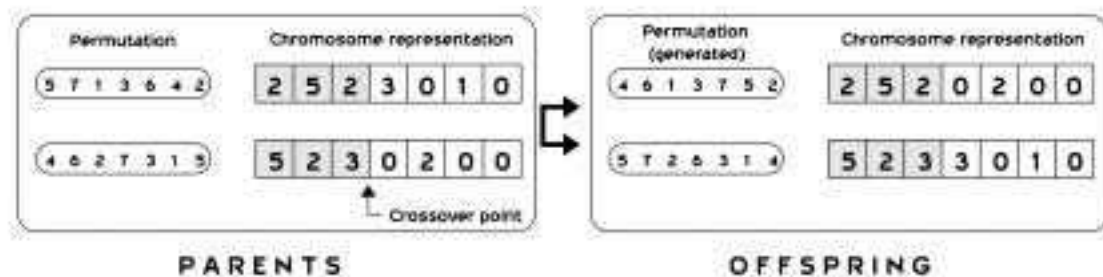 Permutation
Chromosome representation
5 7 1 3 6 4 2
2 5 2 3 0 1 0
4 6 2 7 3 1 5
5 2 3 0 2 0 0
Crossover point
PARENTS
Permutation
(generated)
Chromosome representation
4 6 1 3 7 5 2
2 5 2 0 2 0 0
5 7 2 6 3 1 4
5 2 3 3 0 1 0
OFFSPRING